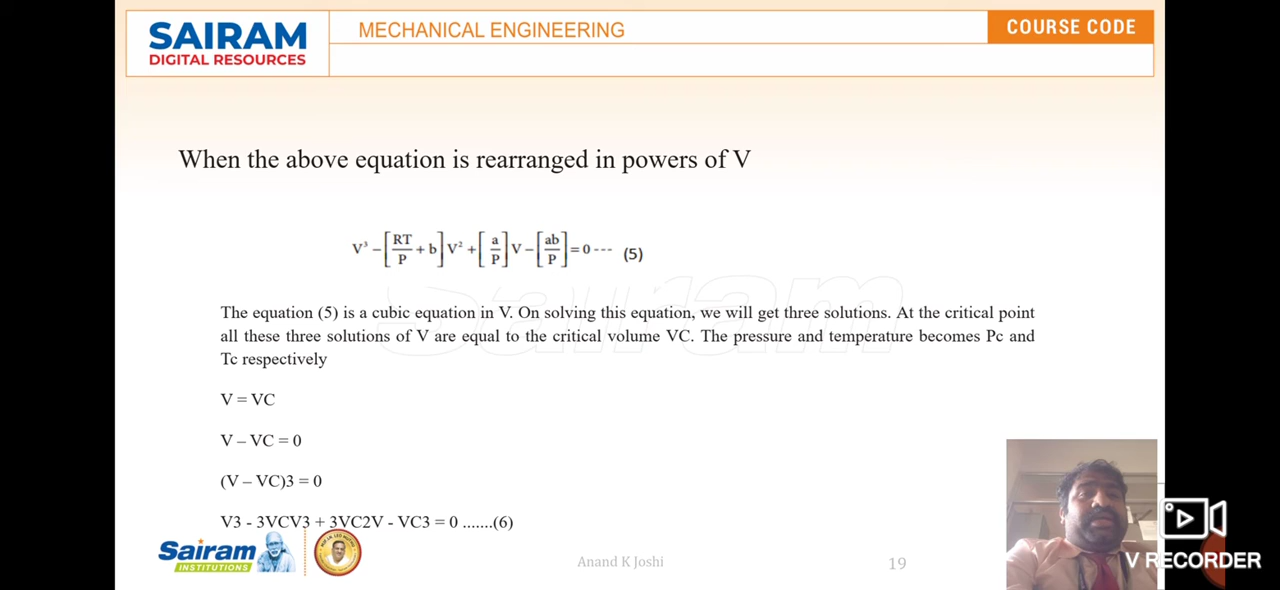 SAIRAM
DIGITAL RESOURCES
MECHANICAL ENGINEERING
COURSE CODE
When the above equation is rearranged in powers of V
V³ − [RT/P + b] V² + [a/P] V − [ab/P] = 0 --- (5)
Sairam
The equation (5) is a cubic equation in V. On solving this equation, we will get three solutions. At the critical point
all these three solutions of V are equal to the critical volume VC. The pressure and temperature becomes Pc and
Tc respectively
V = VC
V – VC = 0
(V – VC)3 = 0
V3 - 3VCV3 + 3VC2V - VC3 = 0 .......(6)
Sairam
INSTITUTIONS
Anand K Joshi
19
V RECORDER